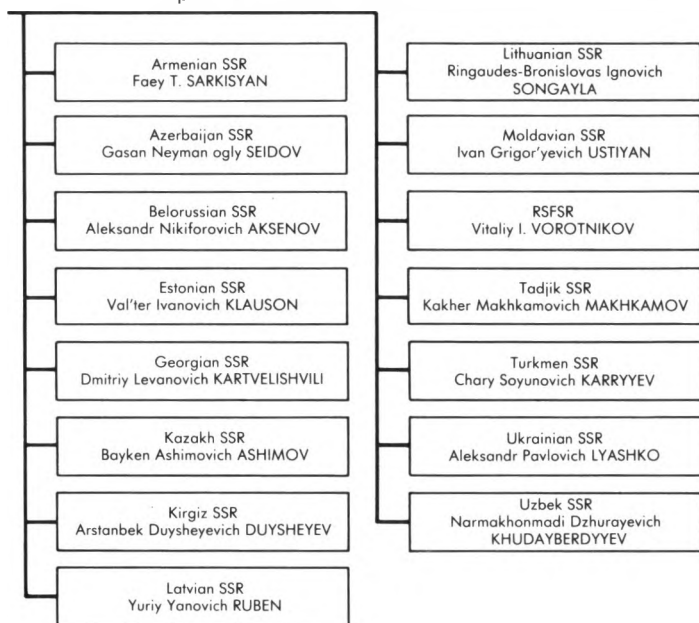 Armenian SSR
Faey T. SARKISYAN
Azerbaijan SSR
Gasan Neyman ogly SEIDOV
Belorussian SSR
Aleksandr Nikiforovich AKSENOV
Estonian SSR
Val'ter Ivanovich KLAUSON
Georgian SSR
Dmitriy Levanovich KARTVELISHVILI
Kazakh SSR
Bayken Ashimovich ASHIMOV
Kirgiz SSR
Arstanbek Duysheyevich DUYSHEYEV
Latvian SSR
Yuriy Yanovich RUBEN
Lithuanian SSR
Ringaudes-Bronislovas Ignovich
SONGAYLA
Moldavian SSR
Ivan Grigor'yevich USTIYAN
RSFSR
Vitaliy I. VOROTNIKOV
Tadjik SSR
Kakher Makhkamovich MAKHKAMOV
Turkmen SSR
Chary Soyunovich KARRYYEV
Ukrainian SSR
Aleksandr Pavlovich LYASHKO
Uzbek SSR
Narmakhonmadi Dzhurayevich
KHUDAYBERDYYEV